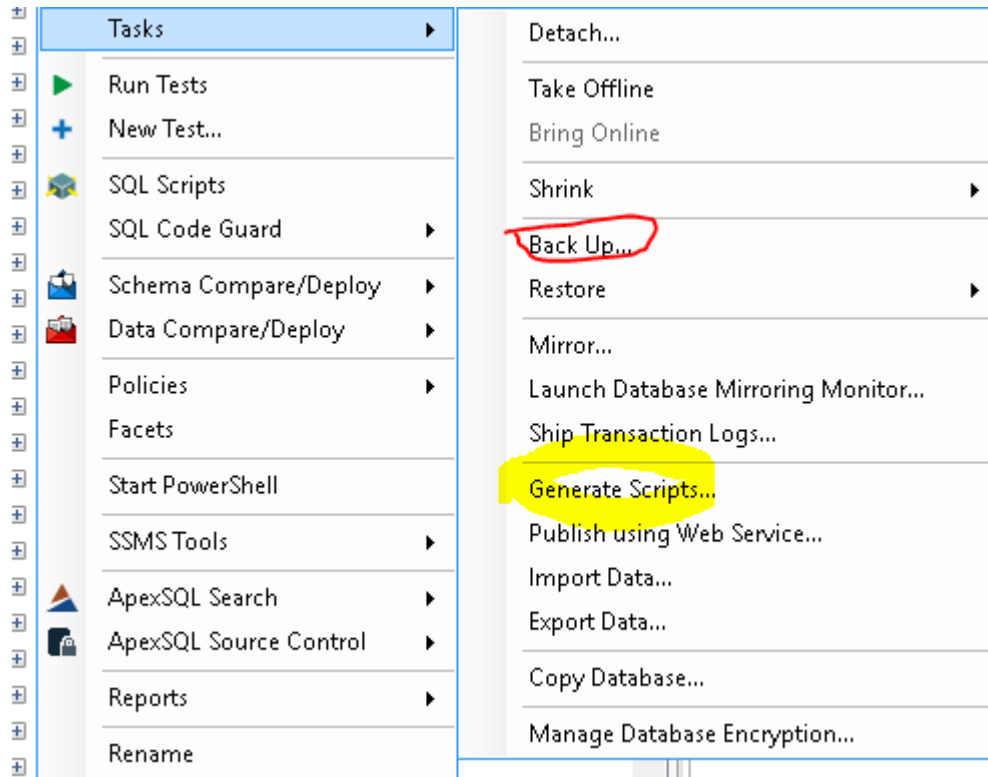 Tasks
Run Tests
New Test...
SQL Scripts
SQL Code Guard
Schema Compare/Deploy
Data Compare/Deploy
Policies
Facets
Start PowerShell
SSMS Tools
ApexSQL Search
ApexSQL Source Control
Reports
Rename
Detach...
Take Offline
Bring Online
Shrink
Back Up...
Restore
Mirror...
Launch Database Mirroring Monitor...
Ship Transaction Logs...
Generate Scripts...
Publish using Web Service...
Import Data...
Export Data...
Copy Database...
Manage Database Encryption...